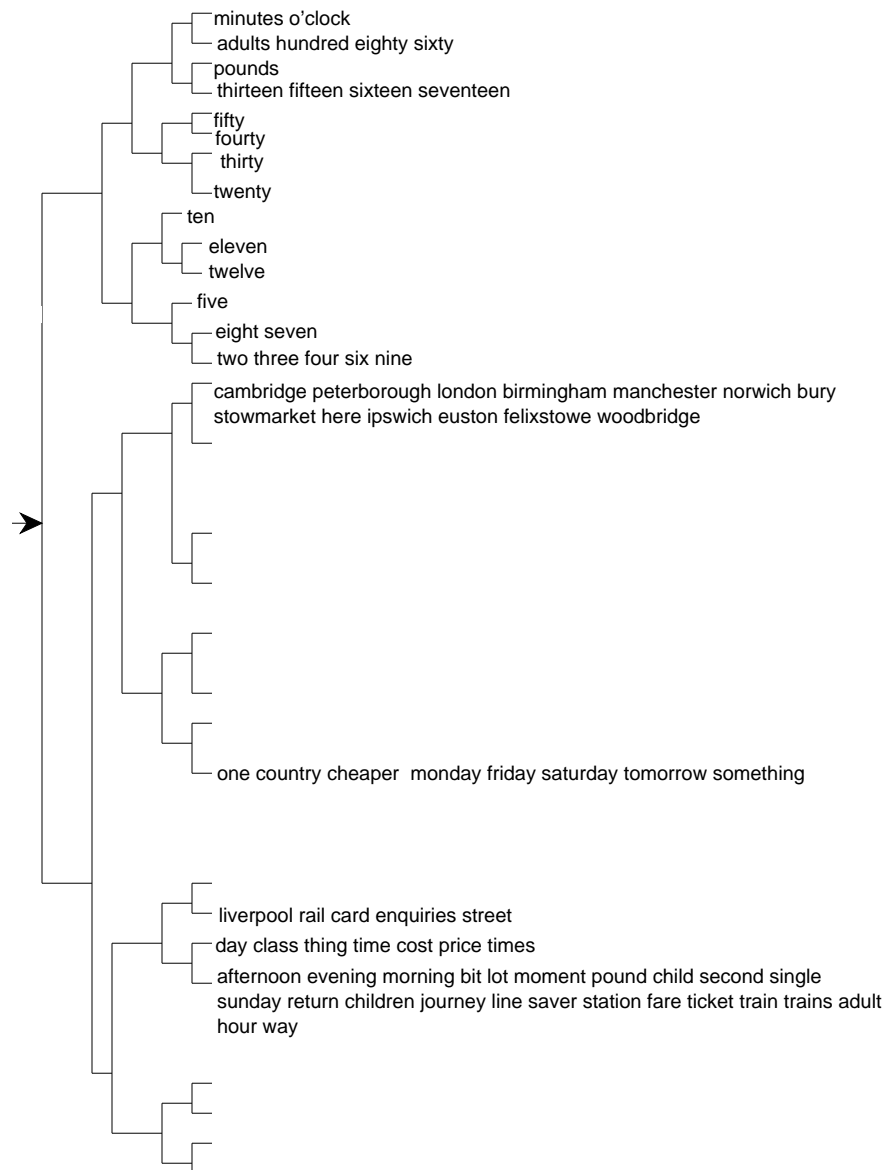 minutes o'clock
adults hundred eighty sixty
pounds
thirteen fifteen sixteen seventeen
fifty
fourty
thirty
twenty
ten
eleven
twelve
five
eight seven
two three four six nine
cambridge peterborough london birmingham manchester norwich bury
stowmarket here ipswich euston felixstowe woodbridge
one country cheaper monday friday saturday tomorrow something
liverpool rail card enquiries street
day class thing time cost price times
afternoon evening morning bit lot moment pound child second single
sunday return children journey line saver station fare ticket train trains adult
hour way